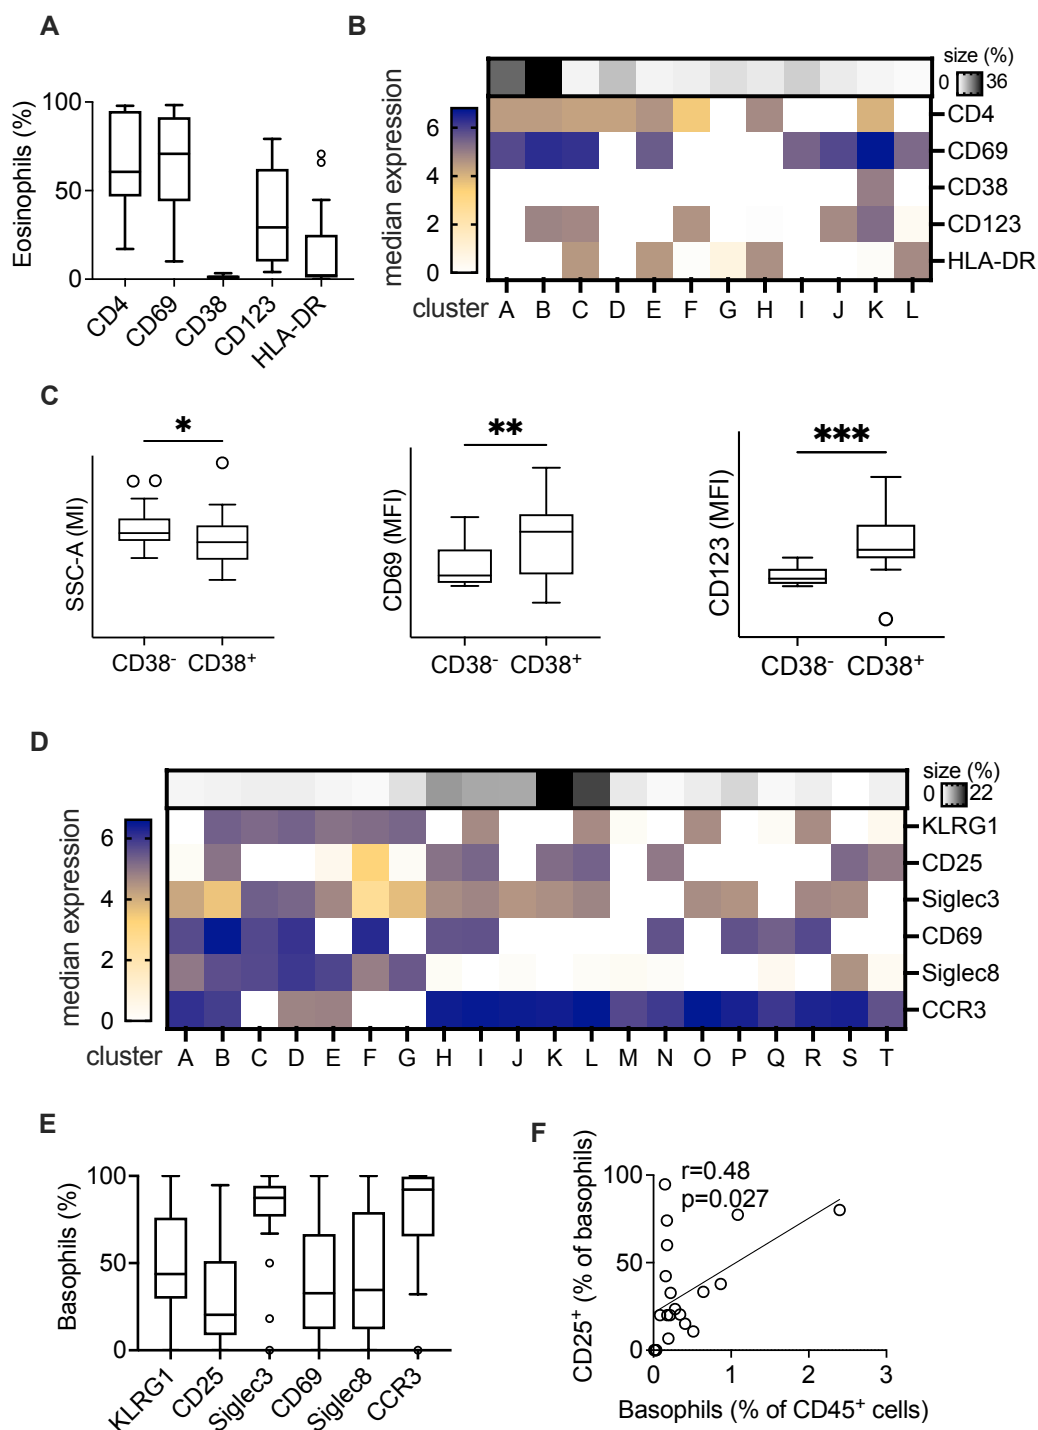 A
Eosinophils (%)
100
50
0
CD4
CD69
CD38
CD123
HLA-DR
B
size (%)
0 36
median expression
6
4
2
0
CD4
CD69
CD38
CD123
HLA-DR
cluster A B C D E F G H I J K L
C
*
SSC-A (MI)
CD38⁻ CD38⁺
**
CD69 (MFI)
CD38⁻ CD38⁺
***
CD123 (MFI)
CD38⁻ CD38⁺
D
size (%)
0 22
median expression
6
4
2
0
KLRG1
CD25
Siglec3
CD69
Siglec8
CCR3
cluster A B C D E F G H I J K L M N O P Q R S T
E
Basophils (%)
100
50
0
KLRG1
CD25
Siglec3
CD69
Siglec8
CCR3
F
CD25⁺ (% of basophils)
100
50
0
r=0.48
p=0.027
0 1 2 3
Basophils (% of CD45⁺ cells)